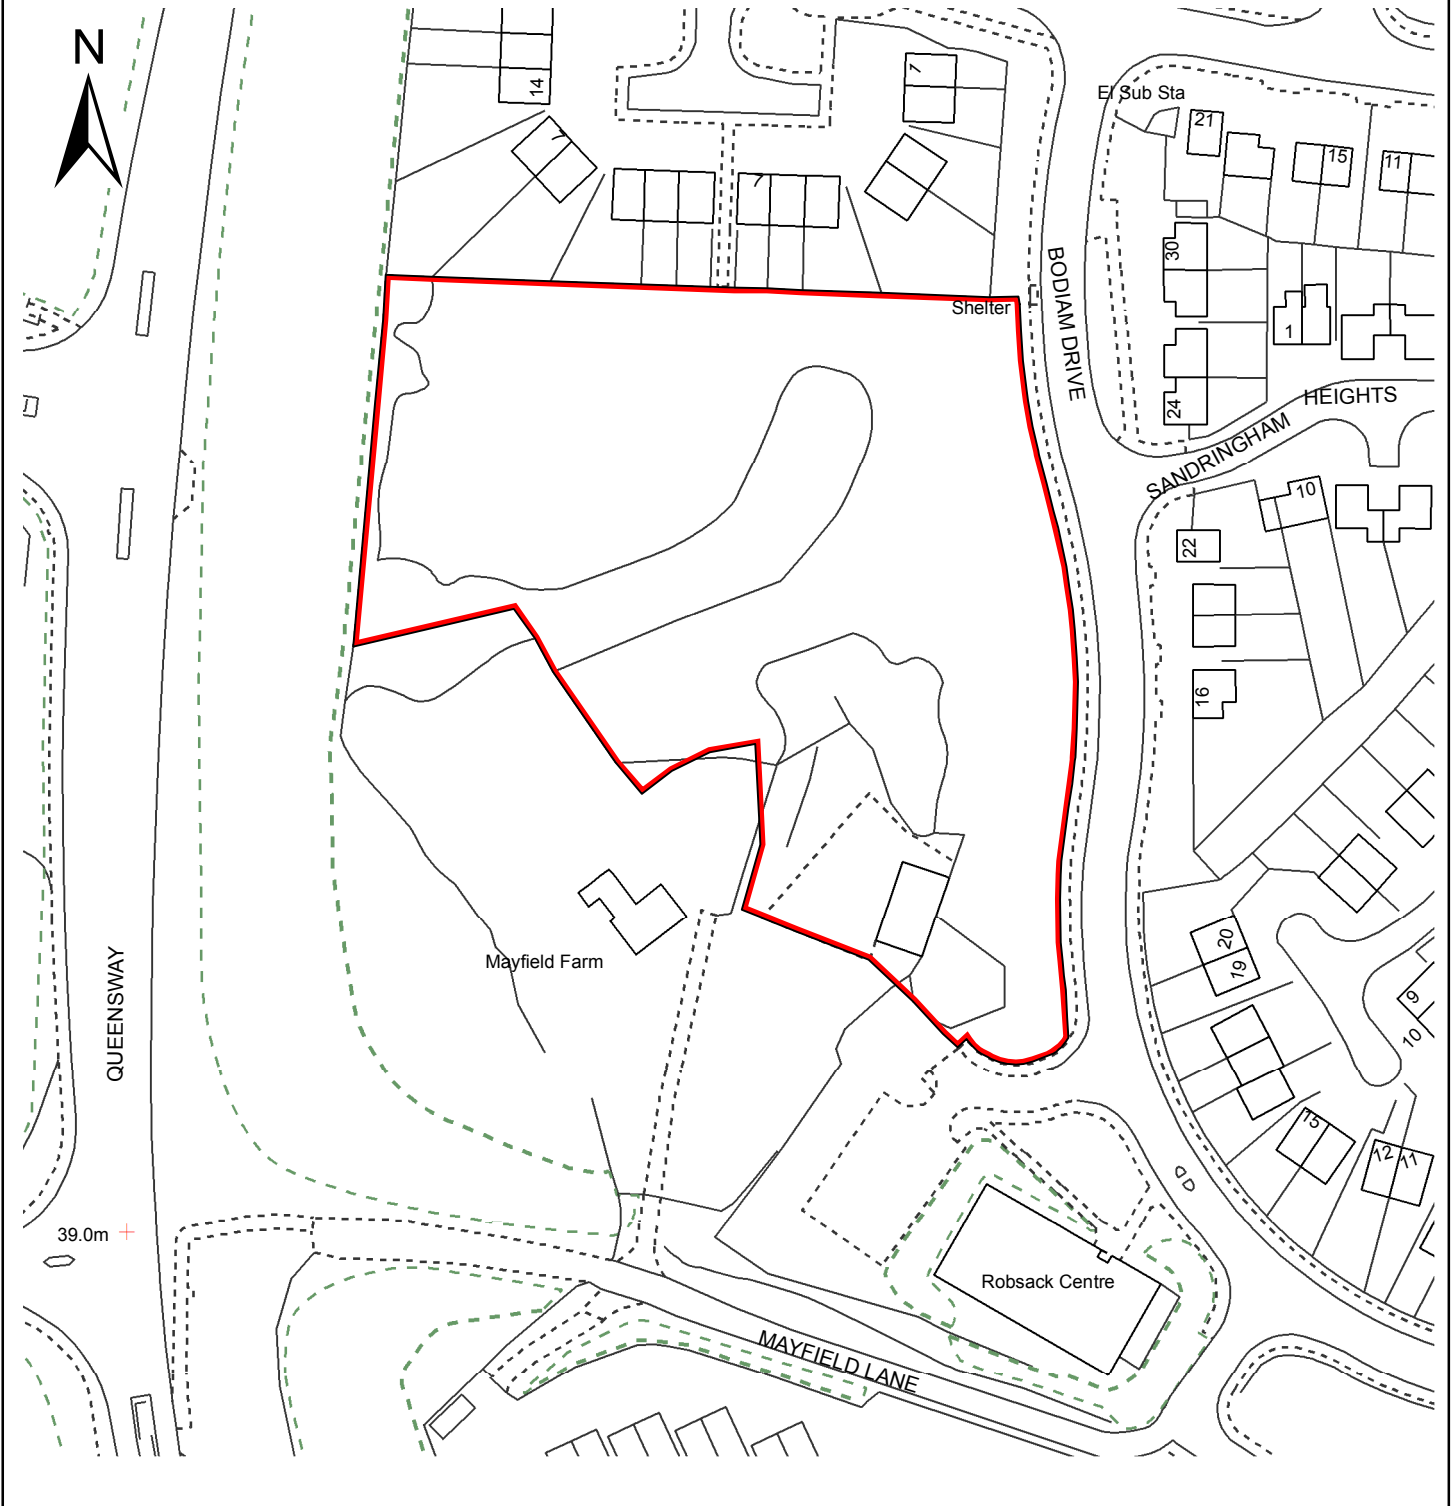 N
14
7
7
7
El Sub Sta
21
15
11
30
BODIAM DRIVE
Shelter
1
24
HEIGHTS
SANDRINGHAM
10
22
16
20
19
9
10
Mayfield Farm
QUEENSWAY
15
12
11
39.0m
Robsack Centre
MAYFIELD LANE